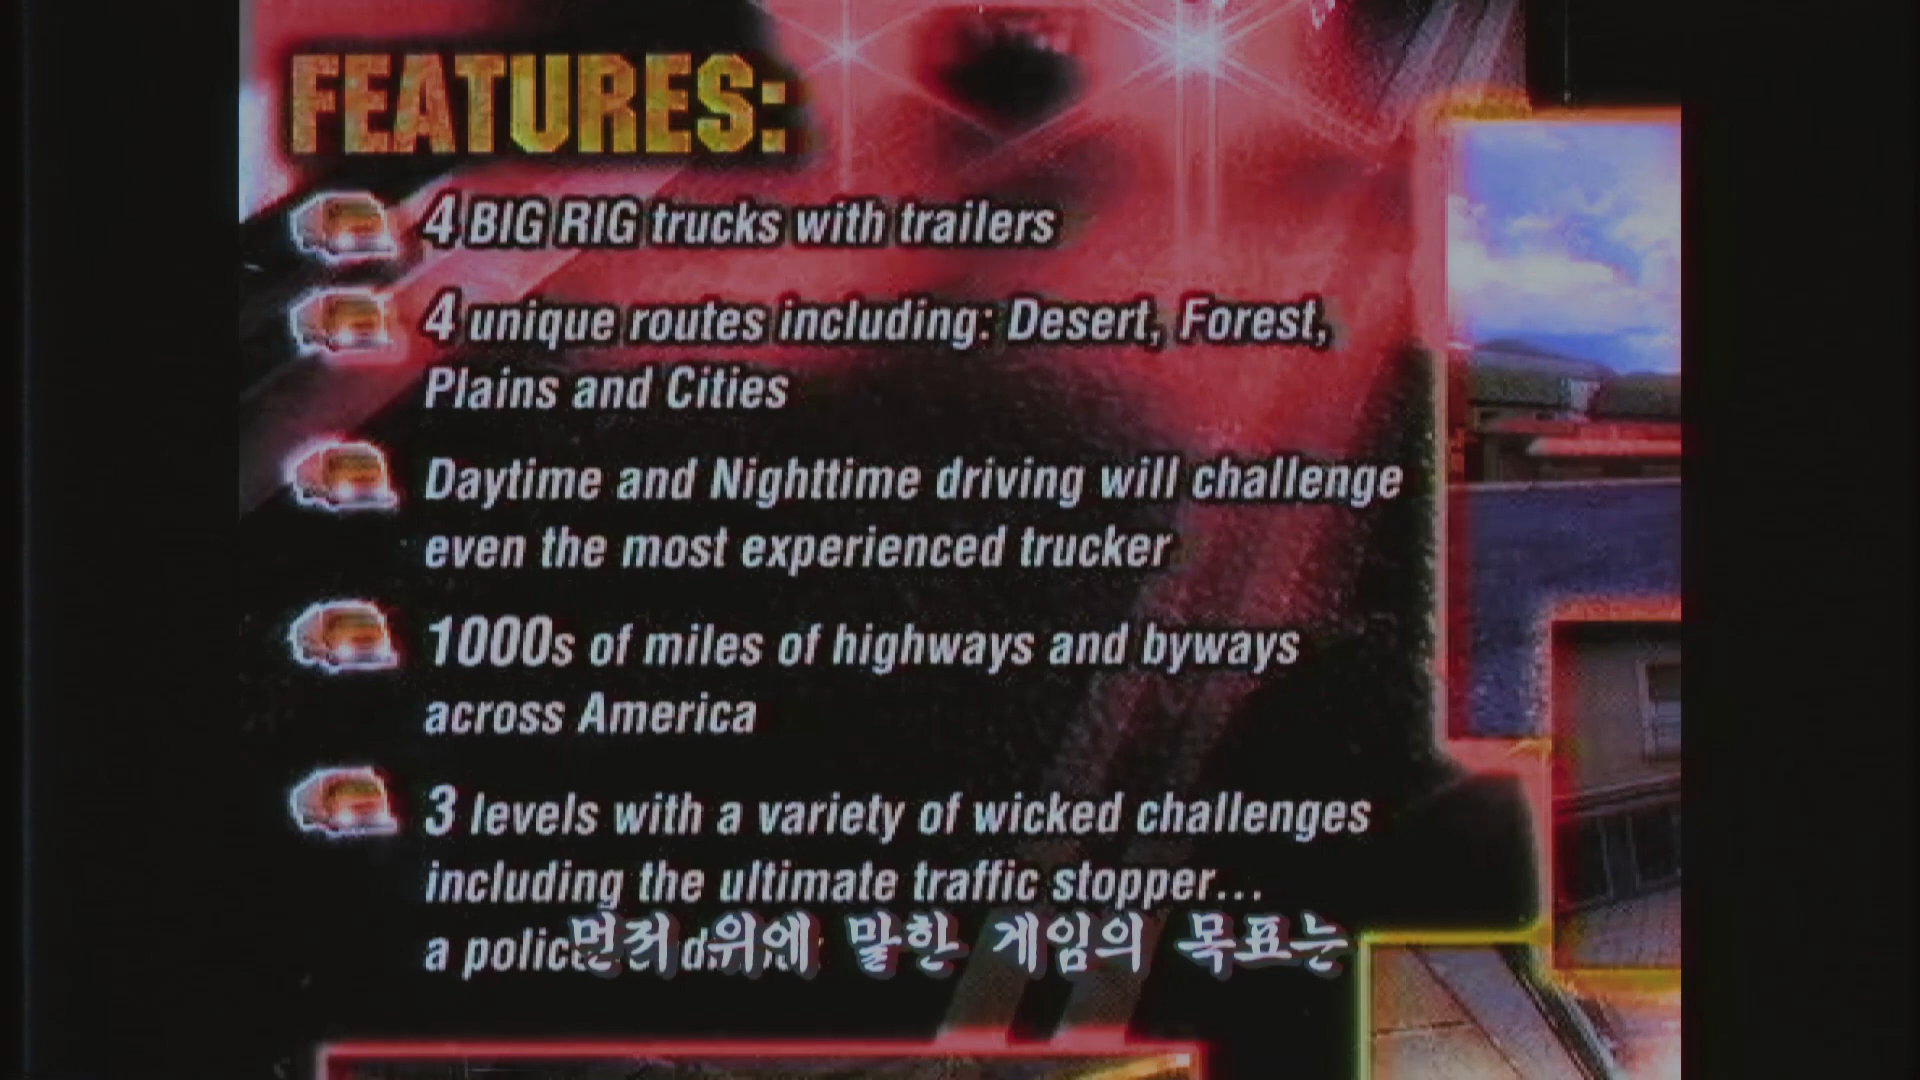 FEATURES:
4 BIG RIG trucks with trailers
4 unique routes including: Desert, Forest,
Plains and Cities
Daytime and Nighttime driving will challenge
even the most experienced trucker
1000s of miles of highways and byways
across America
3 levels with a variety of wicked challenges
including the ultimate traffic stopper...
a police
먼저 위에 말한 게임의 목표는